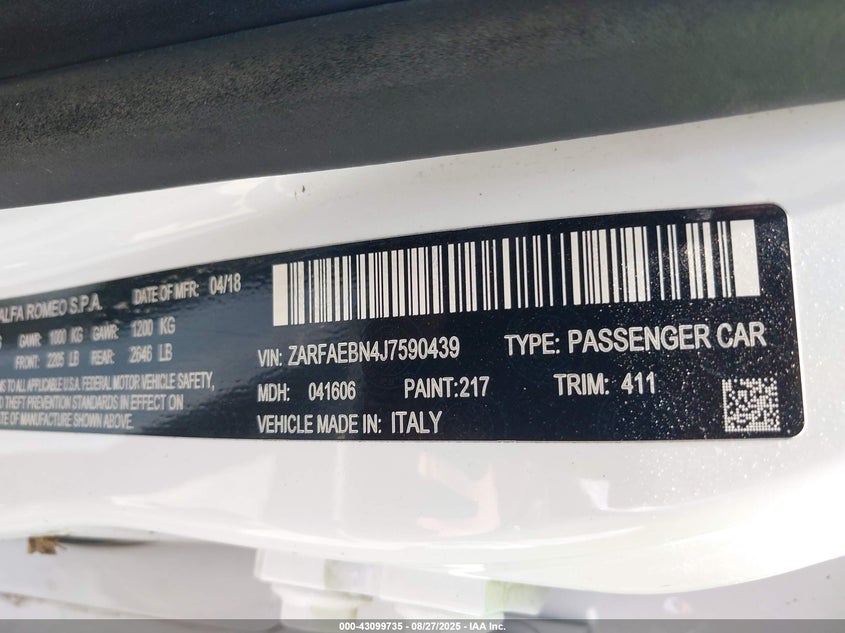 ALFA ROMEO S.P.A. DATE OF MFR: 04/18
GAWR: 1000 KG GAWR: 1200 KG
FRONT: 2205 LB REAR: 2646 LB
TO ALL APPLICABLE U.S.A. FEDERAL MOTOR VEHICLE SAFETY,
THEFT PREVENTION STANDARDS IN EFFECT ON
DATE OF MANUFACTURE SHOWN ABOVE.
VIN: ZARFAEBN4J7590439 TYPE: PASSENGER CAR
MDH: 041606 PAINT:217 TRIM: 411
VEHICLE MADE IN: ITALY
000-43099735 - 08/27/2025 - IAA, Inc.